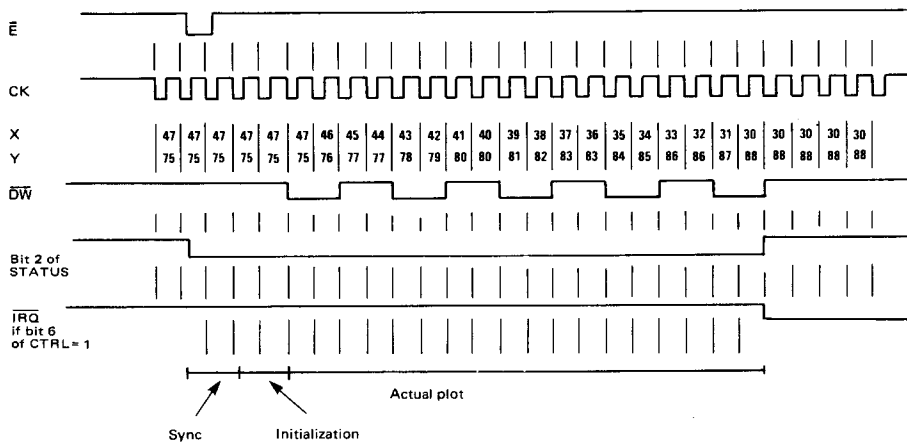 Ē
CK
X 47 47 47 47 47 47 46 45 44 43 42 41 40 39 38 37 36 35 34 33 32 31 30 30 30 30 30
Y 75 75 75 75 75 75 76 77 77 78 79 80 80 81 82 83 83 84 85 86 86 87 88 88 88 88 88
D̅W̅
Bit 2 of
STATUS
I̅R̅Q̅
if bit 6
of CTRL = 1
Actual plot
Sync Initialization